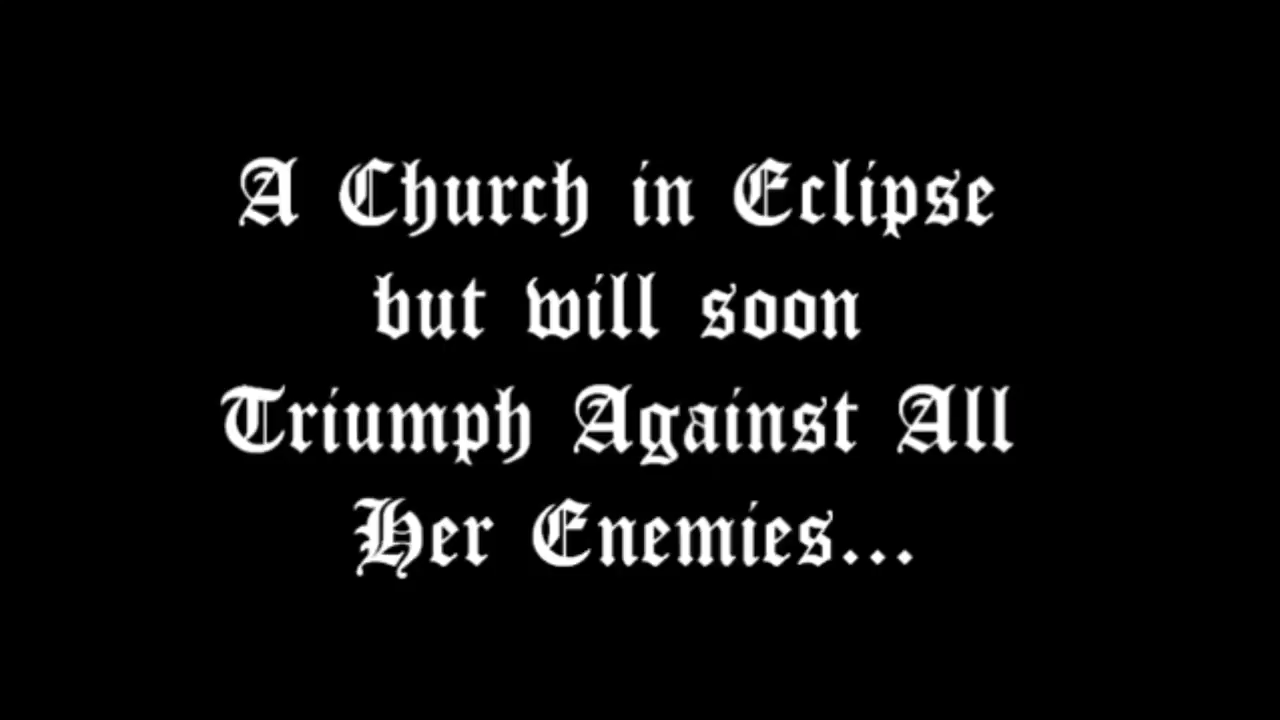 A Church in Eclipse
but will soon
Triumph Against All
Her Enemies...